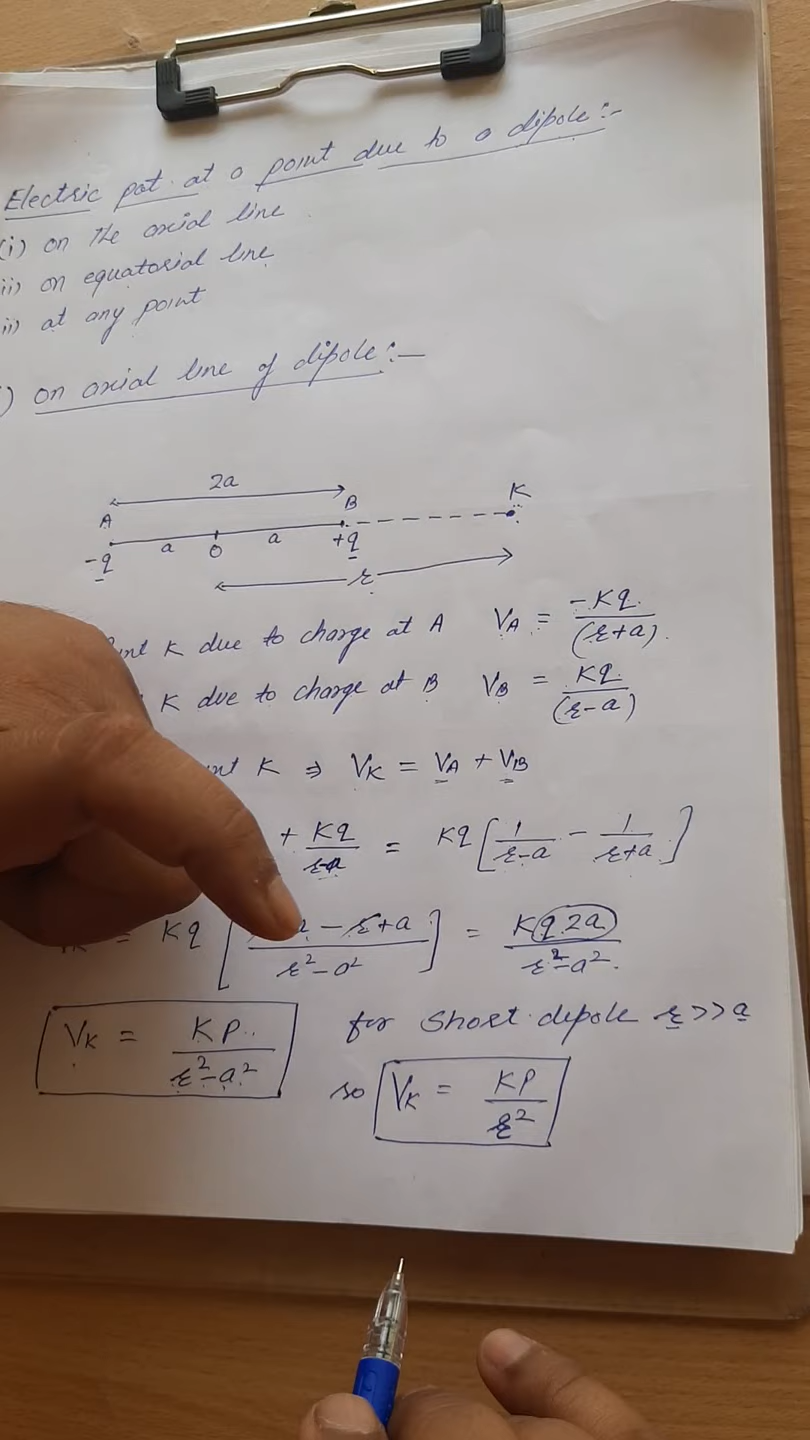 Electric pot. at a point due to a dipole:-
(i) on the axial line
ii) on equatorial line
ii) at any point
) on axial line of dipole:-
2a
A B K
-q a O a +q
r
K due to charge at A VA = -Kq/(r+a).
K due to charge at B VB = Kq/(r-a)
K ⇒ VK = VA + VB
+ Kq/r-a = Kq [1/r-a - 1/r+a]
= Kq [ - r+a / r²-a²] = Kq.2a / r²-a².
VK = KP / r²-a² for short dipole r>>a
so VK = KP / r²